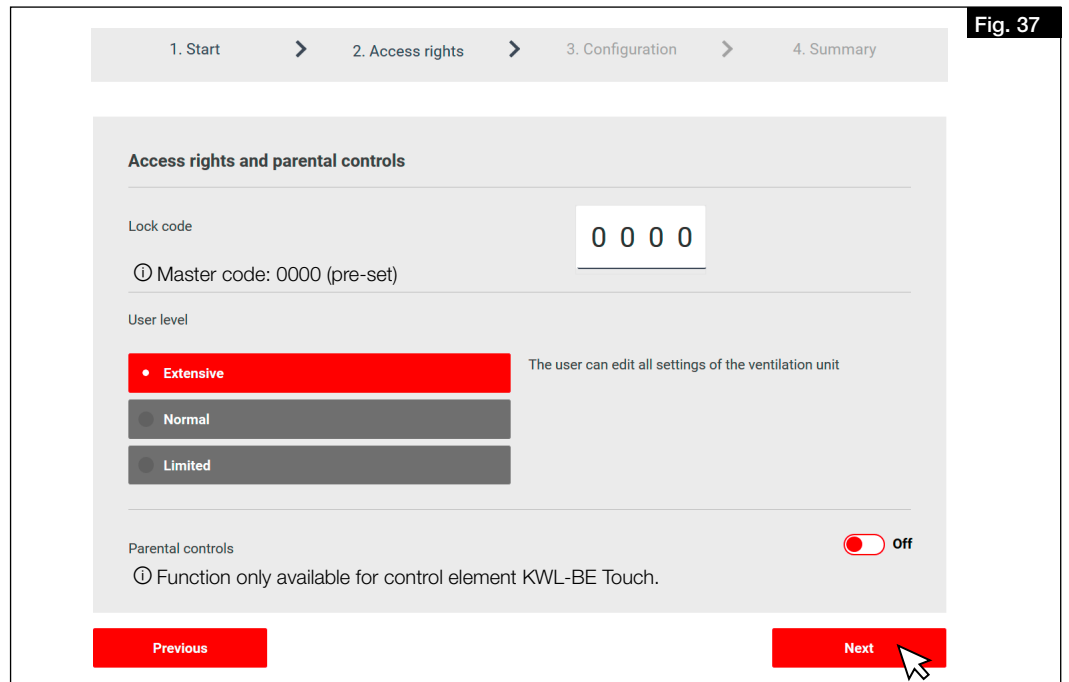 Fig. 37
1. Start
2. Access rights
3. Configuration
4. Summary
Access rights and parental controls
Lock code
0 0 0 0
ⓘ Master code: 0000 (pre-set)
User level
Extensive
The user can edit all settings of the ventilation unit
Normal
Limited
Parental controls
Off
ⓘ Function only available for control element KWL-BE Touch.
Previous
Next